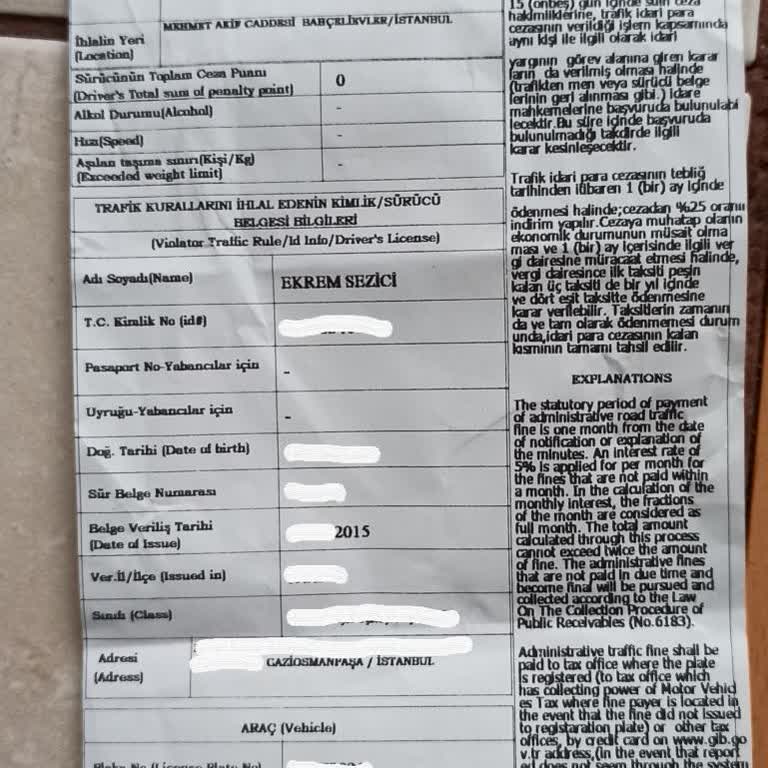 MEHMET AKİF CADDESİ BAHÇELİEVLER/İSTANBUL
İhlalin Yeri
(Location)
Sürücünün Toplam Ceza Puanı
(Driver's Total sum of penalty point)
0
Alkol Durumu(Alcohol)
-
Hızı(Speed)
-
Aşılan taşıma sınırı(Kişi/Kg)
(Exceeded weight limit)
-
TRAFİK KURALLARINI İHLAL EDENİN KİMLİK/SÜRÜCÜ
BELGESİ BİLGİLERİ
(Violator Traffic Rule/Id Info/Driver's License)
Adı Soyadı(Name)
EKREM SEZİCİ
T.C. Kimlik No (id#)
Pasaport No-Yabancılar için
-
Uyruğu-Yabancılar için
-
Doğ. Tarihi (Date of birth)
Sür Belge Numarası
Belge Veriliş Tarihi
(Date of Issue)
2015
Ver.İl/İlçe (Issued in)
Sınıfı (Class)
Adresi
(Adress)
GAZİOSMANPAŞA / İSTANBUL
ARAÇ (Vehicle)
Plaka No (License Plate No)
15 (onbeş) gün içinde sulh ceza
hakimliklerine, trafik idari para
cezasının verildiği işlem kapsamında
aynı kişi ile ilgili olarak idari
yargının görev alanına giren karar
ların da verilmiş olması halinde
(trafikten men veya sürücü belge
lerinin geri alınması gibi.) idare
mahkemelerine başvuruda bulunulabi
lecektir.Bu süre içinde başvuruda
bulunulmadığı takdirde ilgili
karar kesinleşecektir.
Trafik idari para cezasının tebliğ
tarihinden itibaren 1 (bir) ay içinde
ödenmesi halinde;cezadan %25 oranı
indirim yapılır.Cezaya muhatap olanın
ekonomik durumunun müsait olma
ması ve 1 (bir) ay içerisinde ilgili ver
gi dairesine müracaat etmesi halinde,
vergi dairesince ilk taksiti peşin
kalan üç taksiti de bir yıl içinde
ve dört eşit taksitte ödenmesine
karar verilebilir. Taksitlerin zamanın
da ve tam olarak ödenmemesi durum
unda,idari para cezasının kalan
kısmının tamamı tahsil edilir.
EXPLANATIONS
The statutory period of payment
of administrative road traffic
fine is one month from the date
of notification or explanation of
the minutes. An interest rate of
5% is applied for per month for
the fines that are not paid within
a month. In the calculation of the
monthly interest, the fractions
of the month are considered as
full month. The total amount
calculated through this process
cannot exceed twice the amount
of fine. The administrative fines
that are not paid in due time and
become final will be pursued and
collected according to the Law
On The Collection Procedure of
Public Receivables (No.6183).
Administrative traffic fine shall be
paid to tax office where the plate
is registered (to tax office which
has collecting power of Motor Vehicl
es Tax where fine payer is located in
the event that the fine did not issued
to registaration plate) or other tax
offices, by credit card on www.gib.go
v.tr address,(in the event that report
ed does not seem through the system